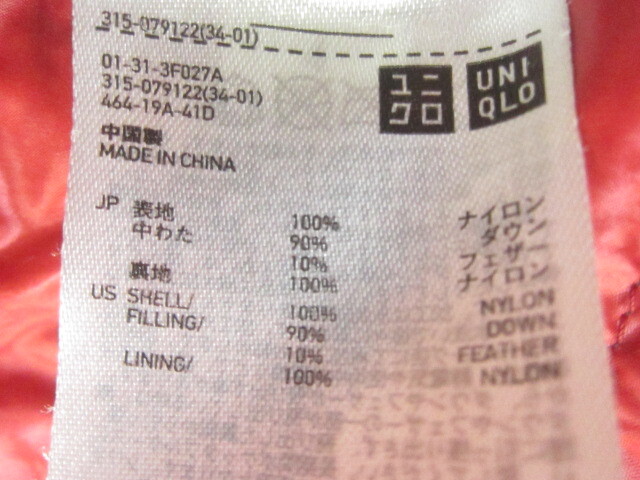 315-079122(34-01)
01-31-3F027A
315-079122(34-01)
464-19A-41D
中国製
MADE IN CHINA
ユニ
クロ
UNI
QLO
JP 表地 100% ナイロン
中わた 90% ダウン
10% フェザー
裏地 100% ナイロン
US SHELL/ 100% NYLON
FILLING/ 90% DOWN
10% FEATHER
LINING/ 100% NYLON